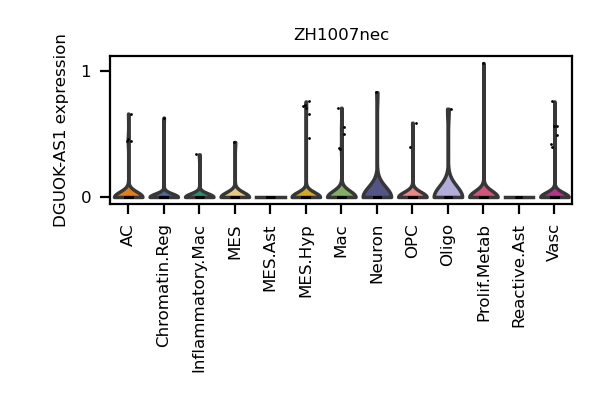 ZH1007nec
DGUOK-AS1 expression
1
0
AC
Chromatin.Reg
Inflammatory.Mac
MES
MES.Ast
MES.Hyp
Mac
Neuron
OPC
Oligo
Prolif.Metab
Reactive.Ast
Vasc